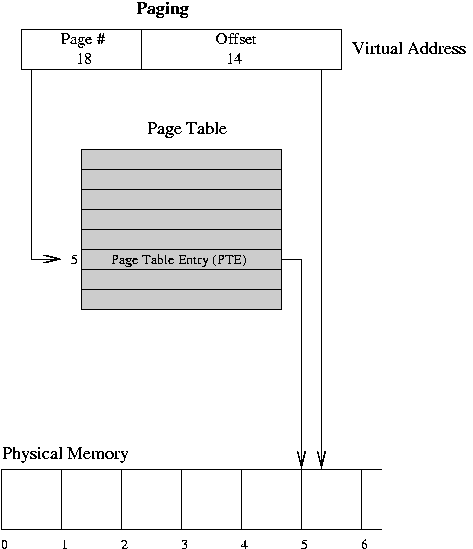 Paging
Page # Offset
18 14
Virtual Address
Page Table
5 Page Table Entry (PTE)
Physical Memory
0 1 2 3 4 5 6